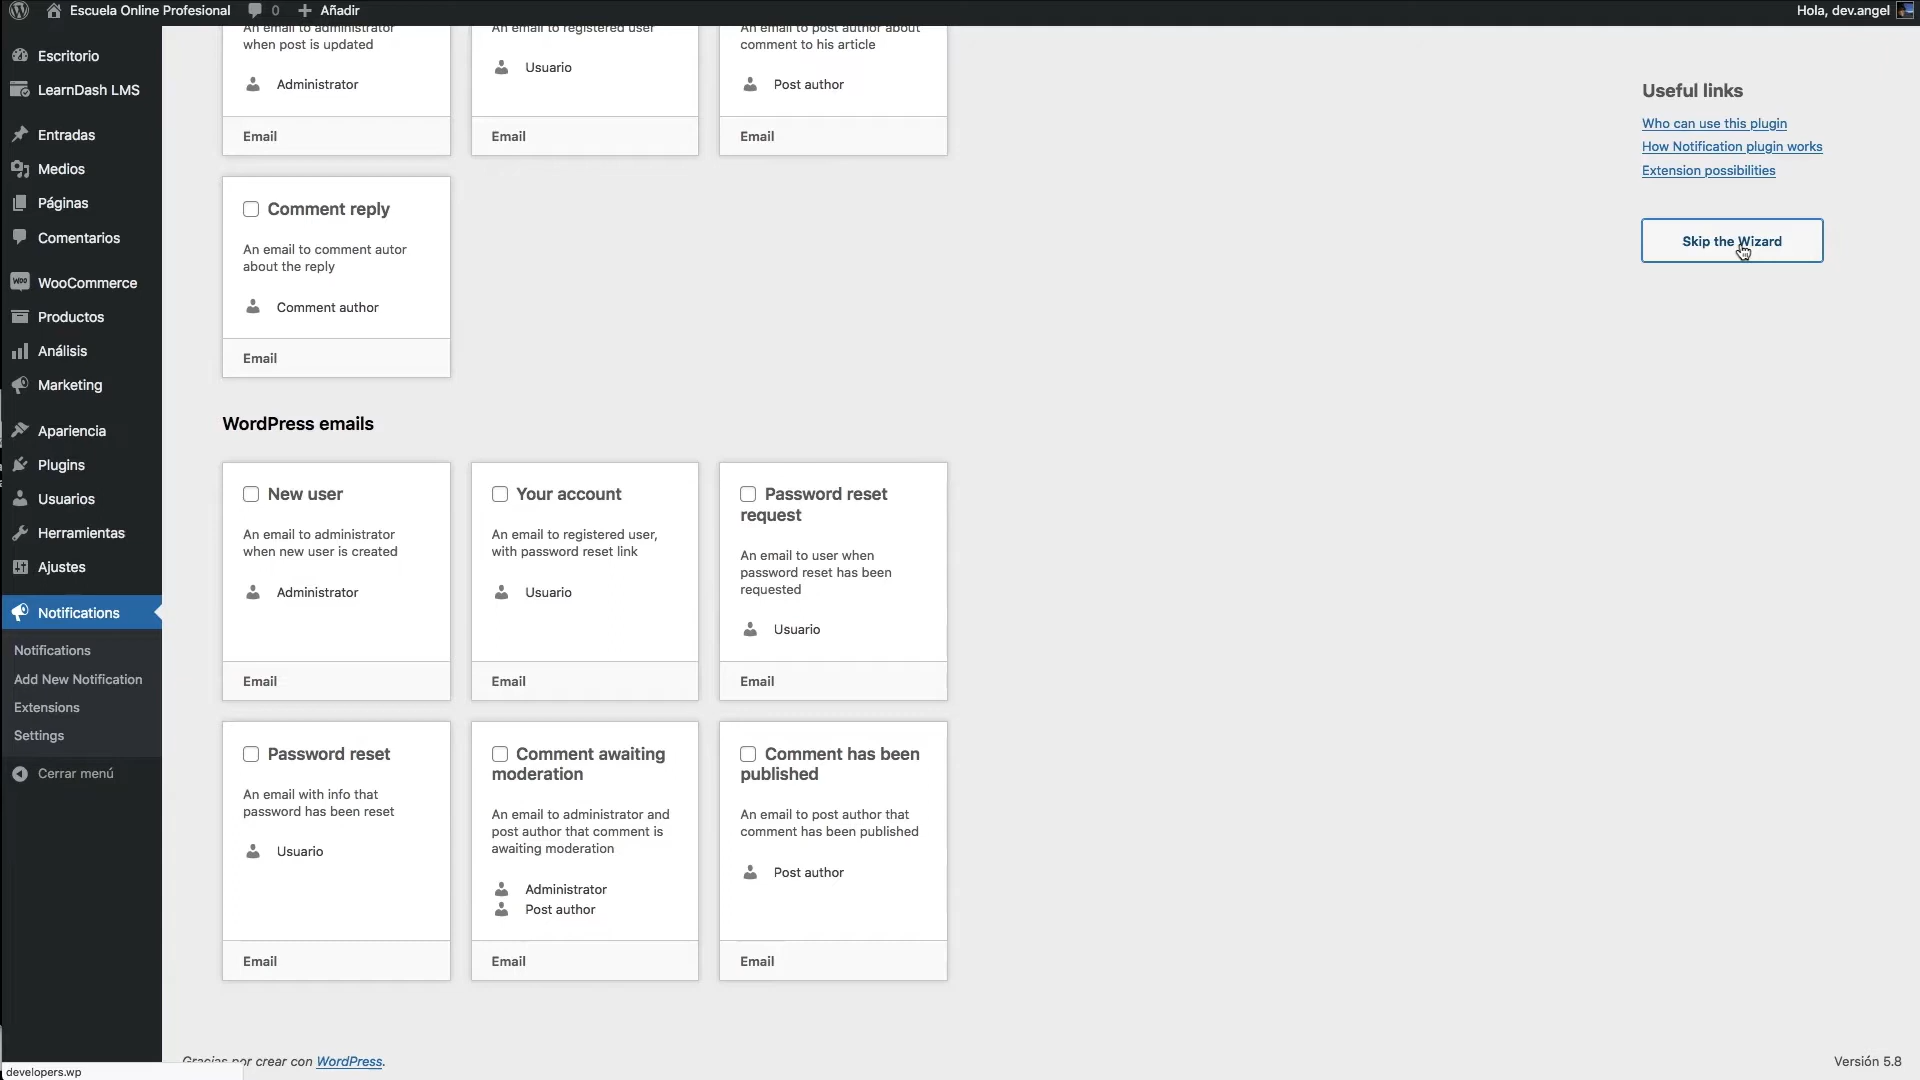 Escuela Online Profesional
0
Añadir
Hola, dev.angel
Escritorio
LearnDash LMS
Entradas
Medios
Páginas
Comentarios
WooCommerce
Productos
Análisis
Marketing
Apariencia
Plugins
Usuarios
Herramientas
Ajustes
Notifications
Notifications
Add New Notification
Extensions
Settings
Cerrar menú
An email to administrator
when post is updated
Administrator
Email
An email to registered user
Usuario
Email
An email to post author about
comment to his article
Post author
Email
Comment reply
An email to comment autor
about the reply
Comment author
Email
WordPress emails
New user
An email to administrator
when new user is created
Administrator
Email
Your account
An email to registered user,
with password reset link
Usuario
Email
Password reset
request
An email to user when
password reset has been
requested
Usuario
Email
Password reset
An email with info that
password has been reset
Usuario
Email
Comment awaiting
moderation
An email to administrator and
post author that comment is
awaiting moderation
Administrator
Post author
Email
Comment has been
published
An email to post author that
comment has been published
Post author
Email
Useful links
Who can use this plugin
How Notification plugin works
Extension possibilities
Skip the Wizard
Gracias por crear con WordPress.
Versión 5.8
developers.wp